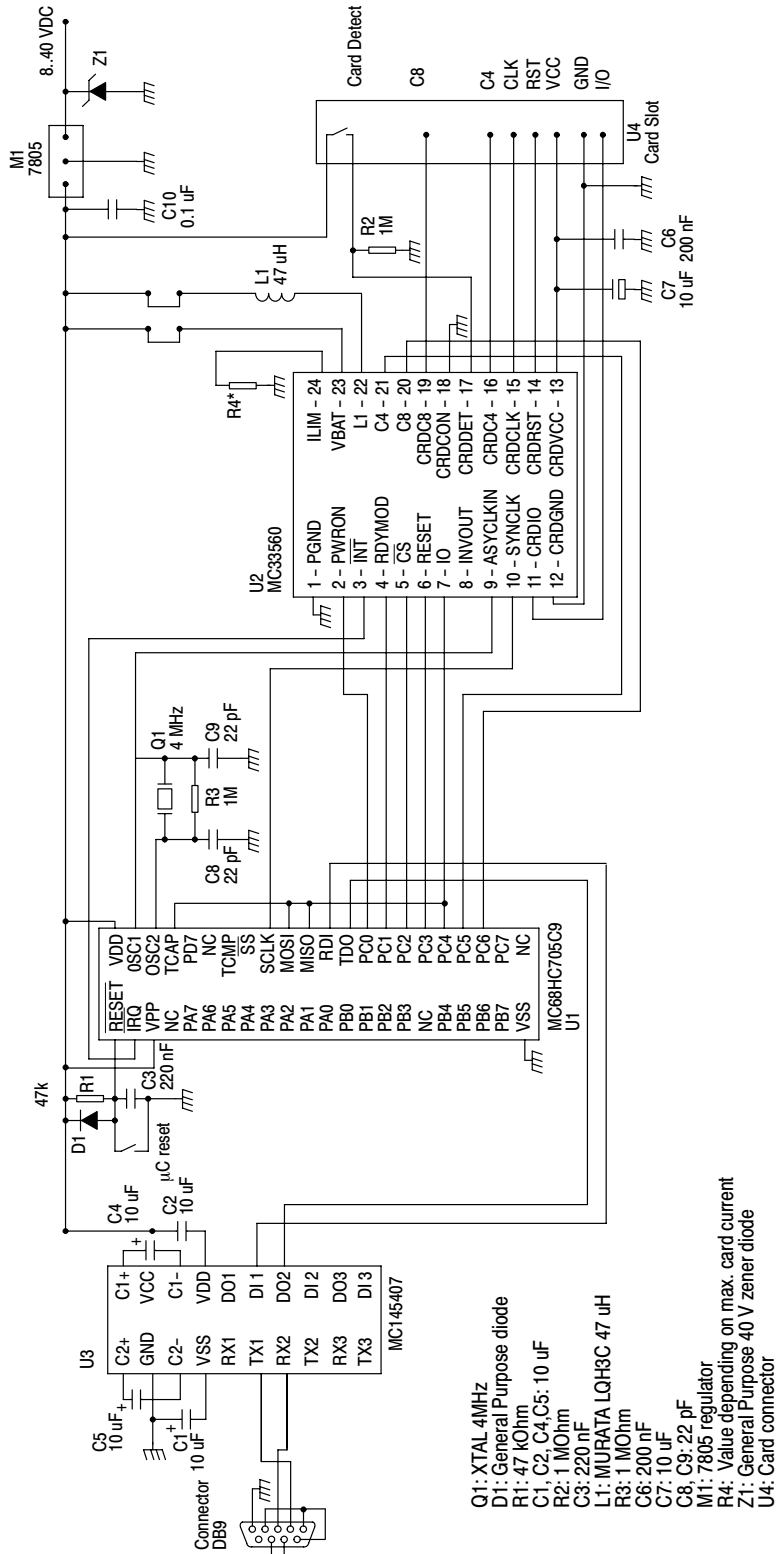 8..40 VDC
Z1
M1
7805
C10
0.1 uF
Card Detect
C8
C4
CLK
RST
VCC
GND
I/O
U4
Card Slot
R2
1M
C6
200 nF
C7
10 uF
L1
47 uH
R4*
U2
MC33560
1 - PGND
2 - PWRON
3 - INT
4 - RDYMOD
5 - CS
6 - RESET
7 - IO
8 - INVOUT
9 - ASYCLKIN
10 - SYNCLK
11 - CRDIO
12 - CRDGND
ILIM - 24
VBAT - 23
L1 - 22
C4 - 21
C8 - 20
CRDC8 - 19
CRDCON - 18
CRDDET - 17
CRDC4 - 16
CRDCLK - 15
CRDRST - 14
CRDVCC - 13
Q1
4 MHz
C9
22 pF
R3
1M
C8
22 pF
RESET
IRQ
VPP
NC
PA7
PA6
PA5
PA4
PA3
PA2
PA1
PA0
PB0
PB1
PB2
PB3
NC
PB4
PB5
PB6
PB7
VSS
VDD
OSC1
OSC2
TCAP
PD7
NC
TCMP
SS
SCLK
MOSI
MISO
RDI
TDO
PC0
PC1
PC2
PC3
PC4
PC5
PC6
PC7
NC
MC68HC705C9
U1
47k
R1
D1
C3
220 nF
μC reset
C4
10 uF
C2
10 uF
+
U3
C2+
GND
C2–
VSS
RX1
TX1
RX2
TX2
RX3
TX3
C1+
VCC
C1–
VDD
DO1
DI1
DO2
DI2
DO3
DI3
MC145407
C5
10 uF
+
C1
10 uF
+
Connector
DB9
Q1: XTAL 4MHz
D1: General Purpose diode
R1: 47 kOhm
C1, C2, C4,C5: 10 uF
R2: 1 MOhm
C3: 220 nF
L1: MURATA LQH3C 47 uH
R3: 1 MOhm
C6: 200 nF
C7: 10 uF
C8, C9: 22 pF
M1: 7805 regulator
R4: Value depending on max. card current
Z1: General Purpose 40 V zener diode
U4: Card connector